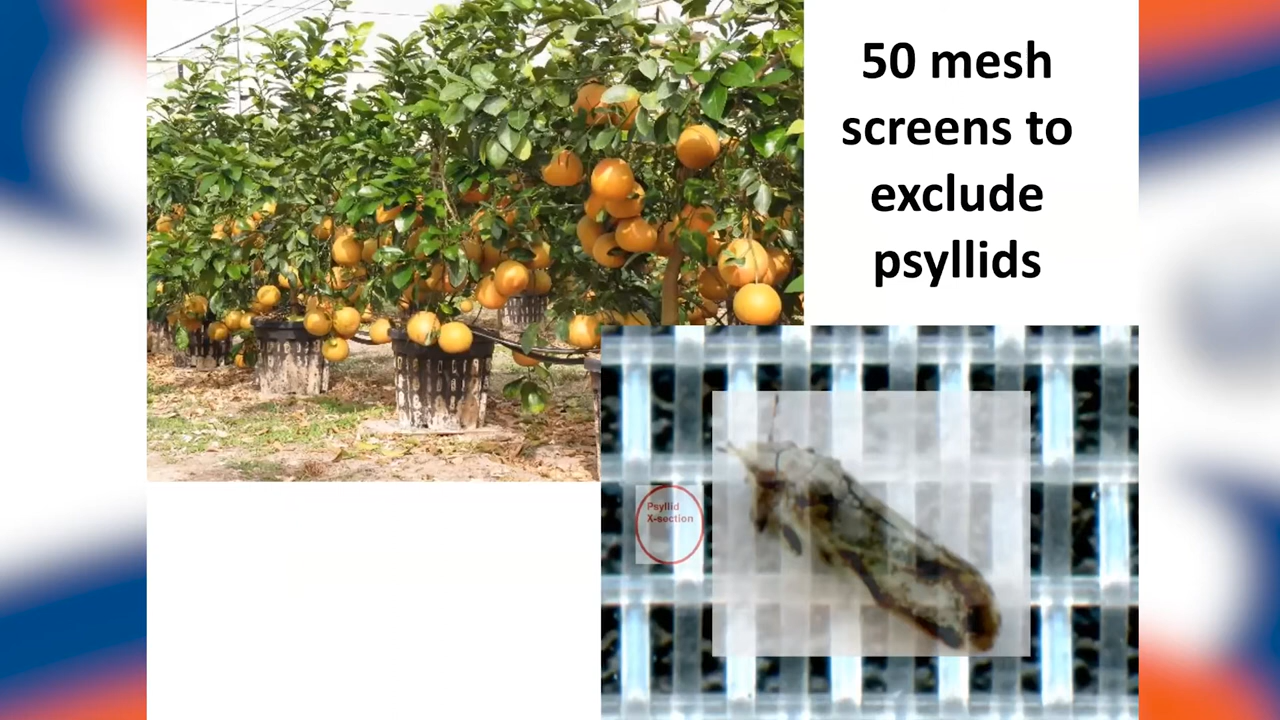 50 mesh
screens to
exclude
psyllids
Psyllid
X-section